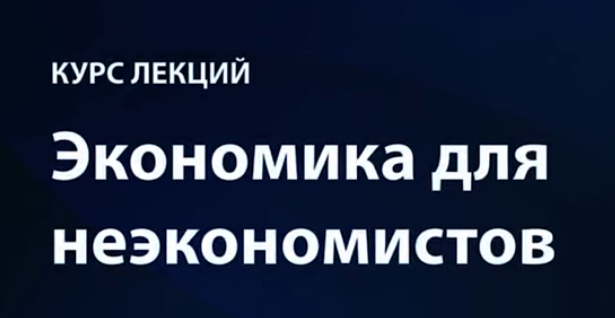 КУРС ЛЕКЦИЙ
Экономика для
неэкономистов